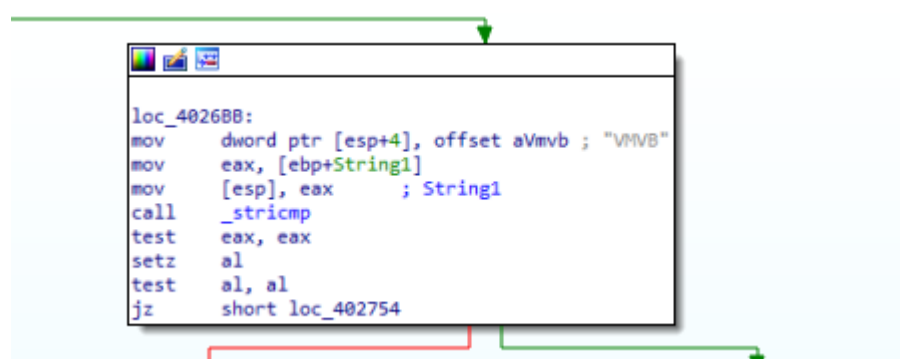 loc_4026BB:
mov dword ptr [esp+4], offset aVmvb ; "VMVB"
mov eax, [ebp+String1]
mov [esp], eax ; String1
call _stricmp
test eax, eax
setz al
test al, al
jz short loc_402754